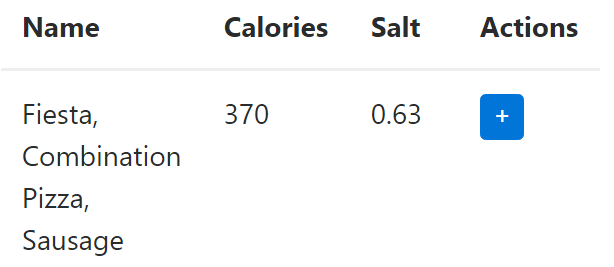 Name Calories Salt Actions
Fiesta, 370 0.63 +
Combination
Pizza,
Sausage